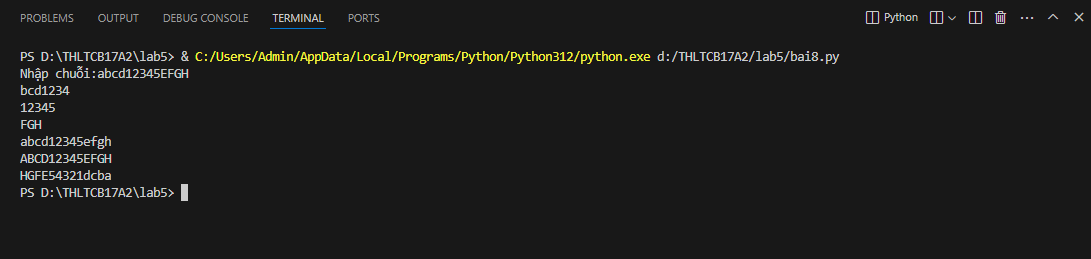 PROBLEMS OUTPUT DEBUG CONSOLE TERMINAL PORTS Python
PS D:\THLTCB17A2\lab5> & C:/Users/Admin/AppData/Local/Programs/Python/Python312/python.exe d:/THLTCB17A2/lab5/bai8.py
Nhập chuỗi:abcd12345EFGH
bcd1234
12345
FGH
abcd12345efgh
ABCD12345EFGH
HGFE54321dcba
PS D:\THLTCB17A2\lab5>